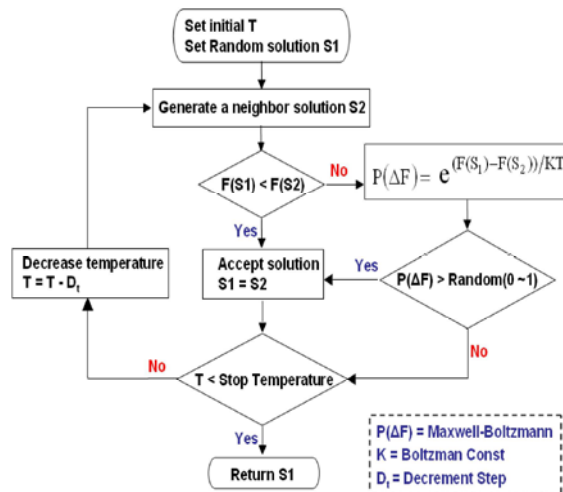 Set initial T
Set Random solution S1
Generate a neighbor solution S2
F(S1) < F(S2)
No
P(ΔF) = e^(F(S₁)−F(S₂))/KT
Yes
Accept solution
S1 = S2
Yes
P(ΔF) > Random(0 ~1)
Decrease temperature
T = T - Dₜ
No
No
T < Stop Temperature
Yes
Return S1
P(ΔF) = Maxwell-Boltzmann
K = Boltzman Const
Dₜ = Decrement Step